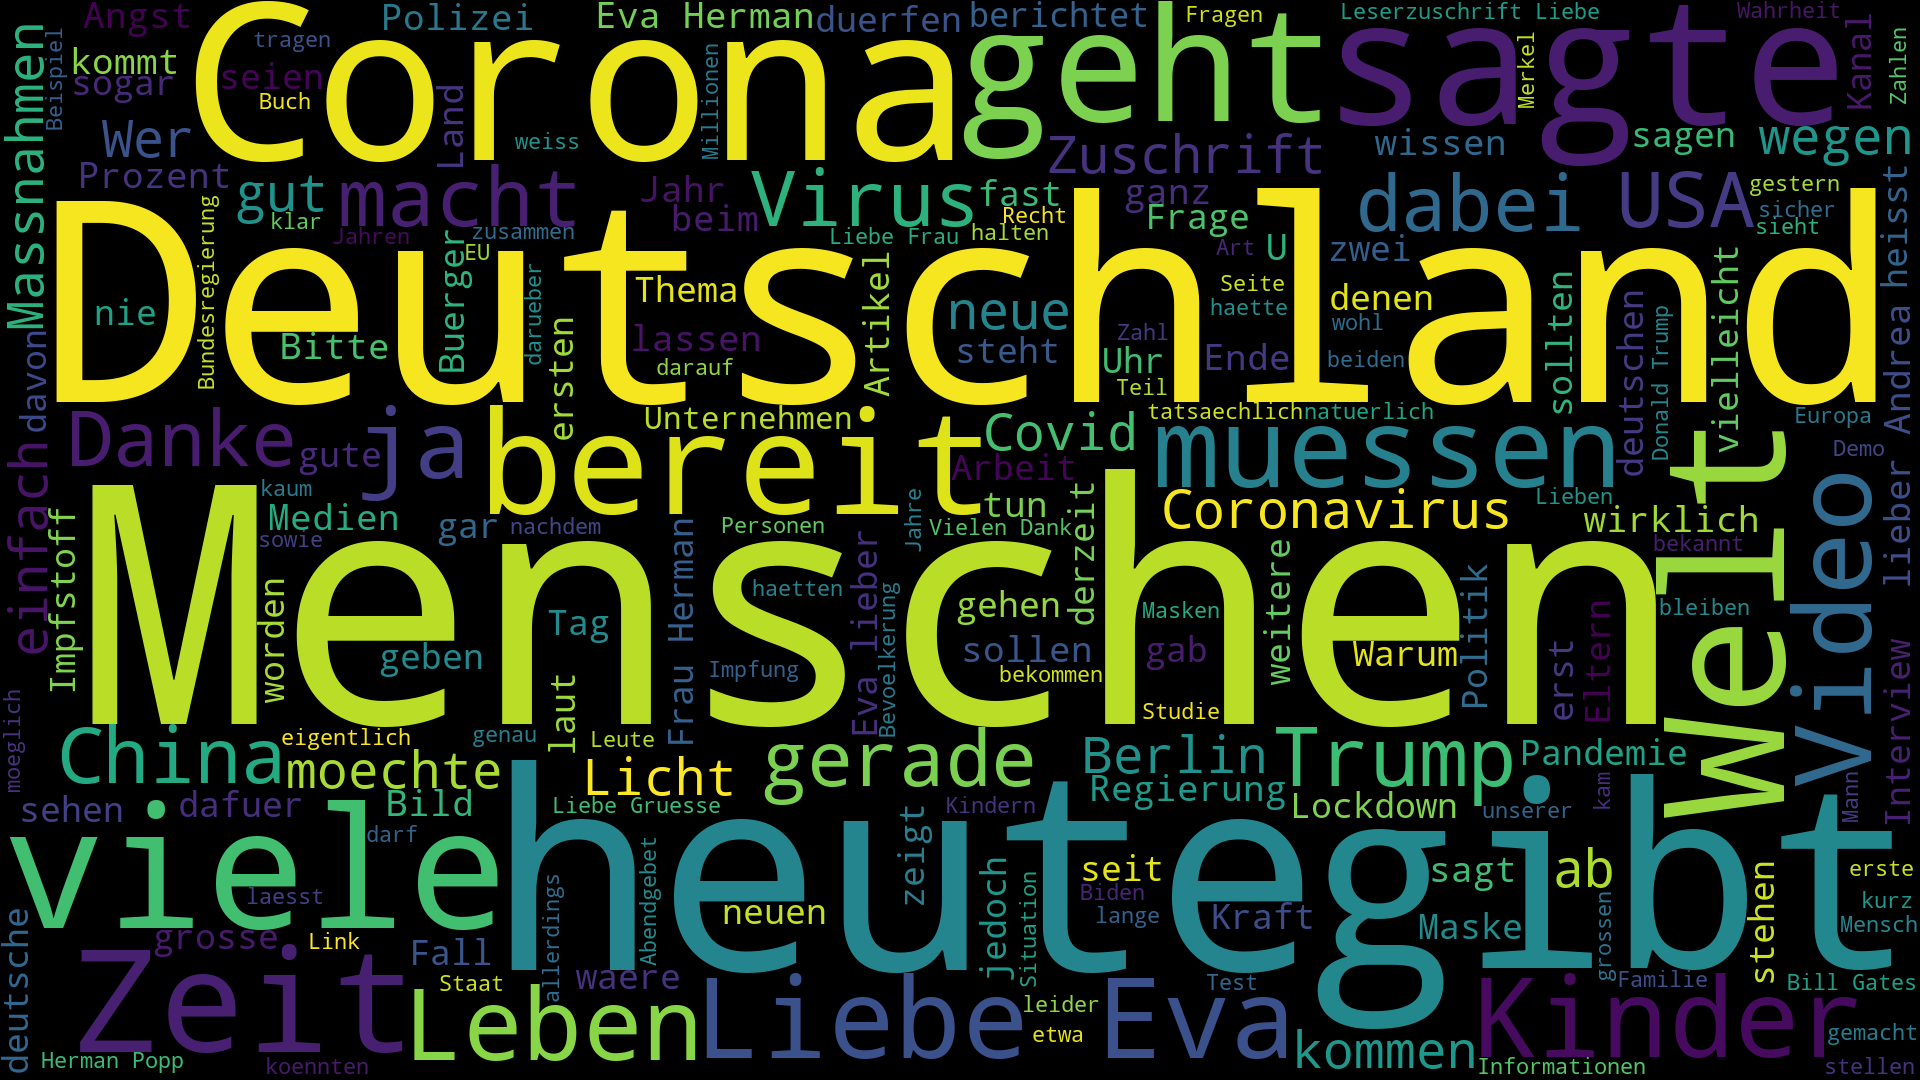 Angst
Polizei
Eva Herman
duerfen
berichtet
Fragen
Leserzuschrift Liebe
Wahrheit
Corona
geht
sagte
tragen
kommt
sogar
seien
Buch
Beispiel
Massnahmen
Land
weiss
Millionen
Merkel
Kanal
Zahlen
Wer
Zuschrift
wissen
sagen
wegen
Prozent
gut
klar
macht
Jahren
Jahr
beim
Virus
fast
Recht
halten
ganz
Frage
Art
U
dabei
zwei
USA
gestern
sicher
sieht
zusammen
EU
Liebe Frau
Deutschland
nie
davon
Bundesregierung
Bitte
Buerger
darueber
ersten
Thema
lassen
darauf
Artikel
neue
steht
Zahl
Uhr
Teil
Seite
haette
Ende
denen
wohl
beiden
sollten
deutschen
Donald Trump
vielleicht
heisst
Andrea
lieber
Danke
gute
ja
bereit
Unternehmen
Covid
Arbeit
tatsaechlich
natuerlich
muessen
Europa
Demo
Welt
Video
einfach
kaum
Medien
sowie
gar
nachdem
Personen
Jahre
Vielen Dank
tun
derzeit
Coronavirus
Lieben
wirklich
bekannt
Impfstoff
Menschen
worden
geben
Tag
laut
Frau Herman
haetten
Impfung
Eva lieber
Bevoelkerung
gehen
sollen
bekommen
Masken
gab
Studie
weitere
Warum
Politik
erst
Eltern
bleiben
Interview
moeglich
China
eigentlich
moechte
genau
Leute
Licht
gerade
Berlin
Regierung
Trump
Pandemie
Lockdown
unserer
kam
Mann
sehen
dafuer
Bild
darf
Liebe Gruesse
Kindern
viele
heute
gibt
laesst
allerdings
Abendgebet
neuen
zeigt
jedoch
Situation
seit
Biden
lange
Kraft
sagt
Maske
ab
grossen
stehen
erste
kurz
Mensch
deutsche
grosse
Link
Fall
Staat
waere
Test
Familie
Bill Gates
Zeit
Leben
Liebe
Eva
leider
etwa
kommen
Kinder
gemacht
Herman Popp
koennten
Informationen
stellen